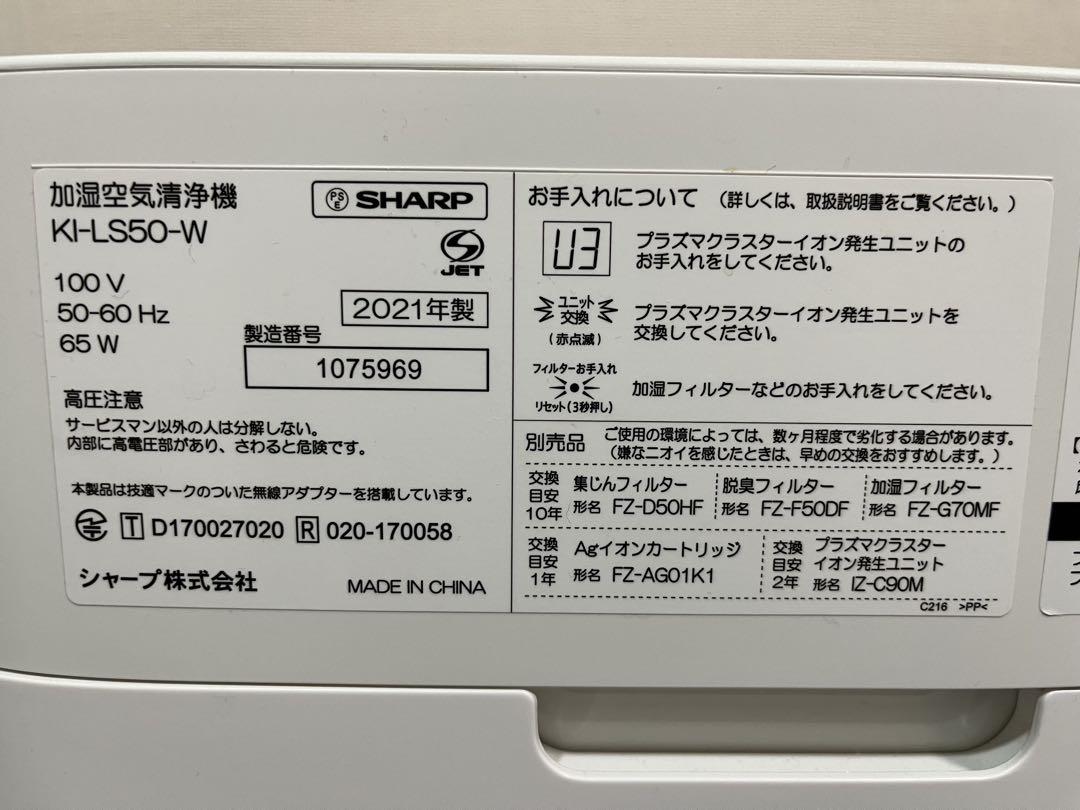 加湿空気清浄機
KI-LS50-W
PS
E
SHARP
JET
100 V
50-60 Hz
65 W
2021年製
製造番号
1075969
高圧注意
サービスマン以外の人は分解しない。
内部に高電圧部があり、さわると危険です。
本製品は技適マークのついた無線アダプターを搭載しています。
T D170027020 R 020-170058
シャープ株式会社
MADE IN CHINA
お手入れについて (詳しくは、取扱説明書をご覧ください。)
U3
プラズマクラスターイオン発生ユニットの
お手入れをしてください。
ユニット
交換
(赤点滅)
プラズマクラスターイオン発生ユニットを
交換してください。
フィルターお手入れ
リセット(3秒押し)
加湿フィルターなどのお手入れをしてください。
別売品
ご使用の環境によっては、数ヶ月程度で劣化する場合があります。
(嫌なニオイを感じたときは、早めの交換をおすすめします。)
交換
目安
10年
集じんフィルター
形名 FZ-D50HF
脱臭フィルター
形名 FZ-F50DF
加湿フィルター
形名 FZ-G70MF
交換
目安
1年
Agイオンカートリッジ
形名 FZ-AG01K1
交換
目安
2年
プラズマクラスター
イオン発生ユニット
形名 IZ-C90M
C216 >PP<